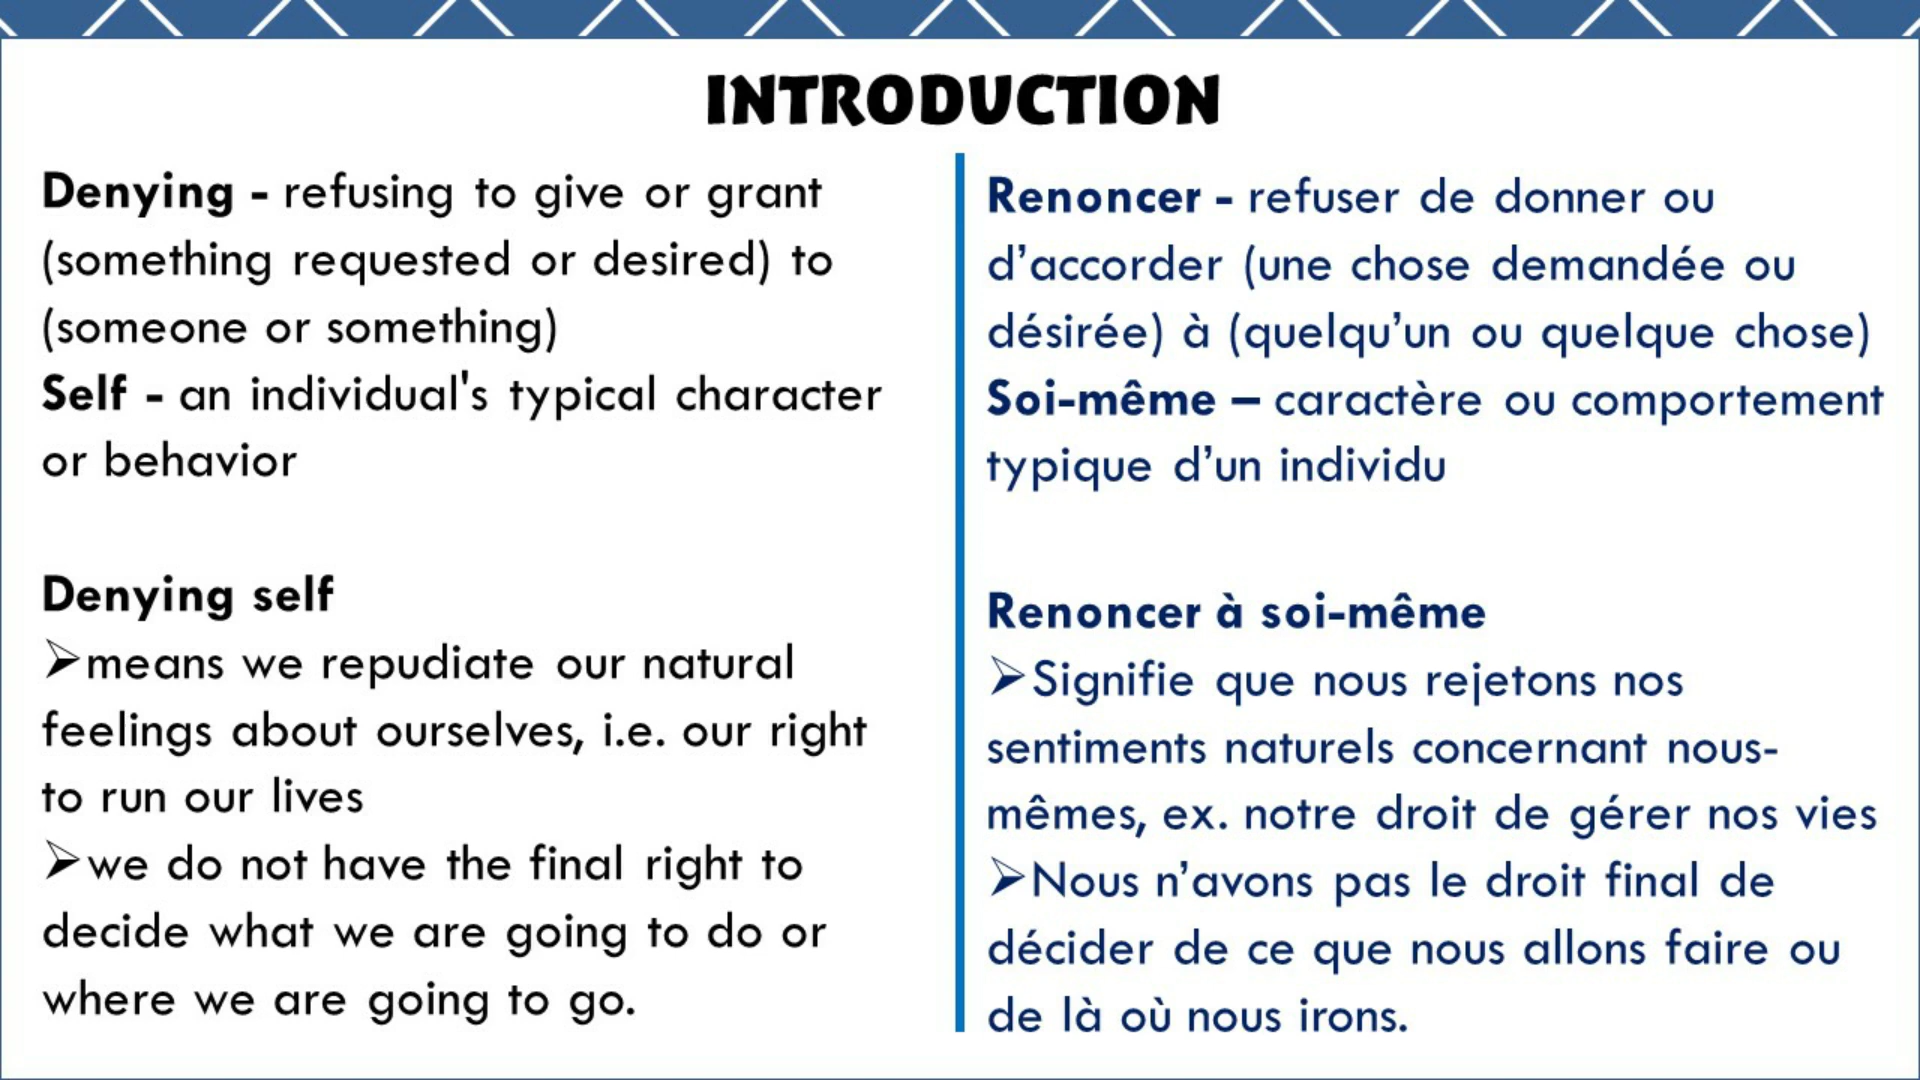 INTRODUCTION
Denying - refusing to give or grant
(something requested or desired) to
(someone or something)
Self - an individual's typical character
or behavior
Denying self
➢means we repudiate our natural
feelings about ourselves, i.e. our right
to run our lives
➢we do not have the final right to
decide what we are going to do or
where we are going to go.
Renoncer - refuser de donner ou
d’accorder (une chose demandée ou
désirée) à (quelqu’un ou quelque chose)
Soi-même – caractère ou comportement
typique d’un individu
Renoncer à soi-même
➢Signifie que nous rejetons nos
sentiments naturels concernant nous-
mêmes, ex. notre droit de gérer nos vies
➢Nous n’avons pas le droit final de
décider de ce que nous allons faire ou
de là où nous irons.